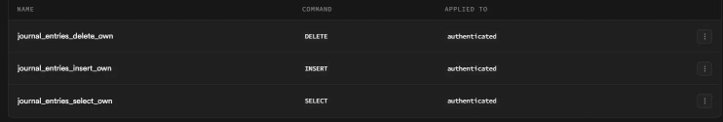 NAME COMMAND APPLIED TO
journal_entries_delete_own DELETE authenticated
journal_entries_insert_own INSERT authenticated
journal_entries_select_own SELECT authenticated